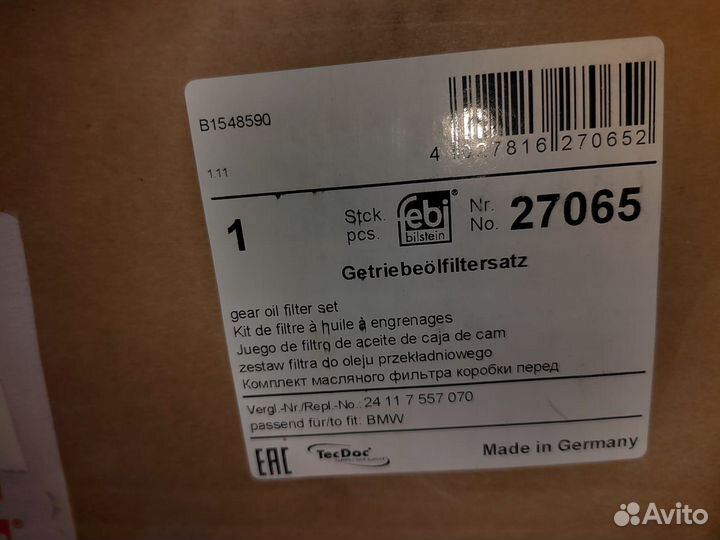 B1548590
4 027816 270652
1.11
1 Stck. pcs. febi® bilstein Nr. No. 27065
Getriebeölfiltersatz
gear oil filter set
Kit de filtre à huile à engrenages
Juego de filtro de aceite de caja de cam
zestaw filtra do oleju przekładniowego
Комплект масляного фильтра коробки перед
Vergl.-Nr./Repl.-No.: 24 11 7 557 070
passend für/to fit: BMW
EAC TecDoc Made in Germany
Avito